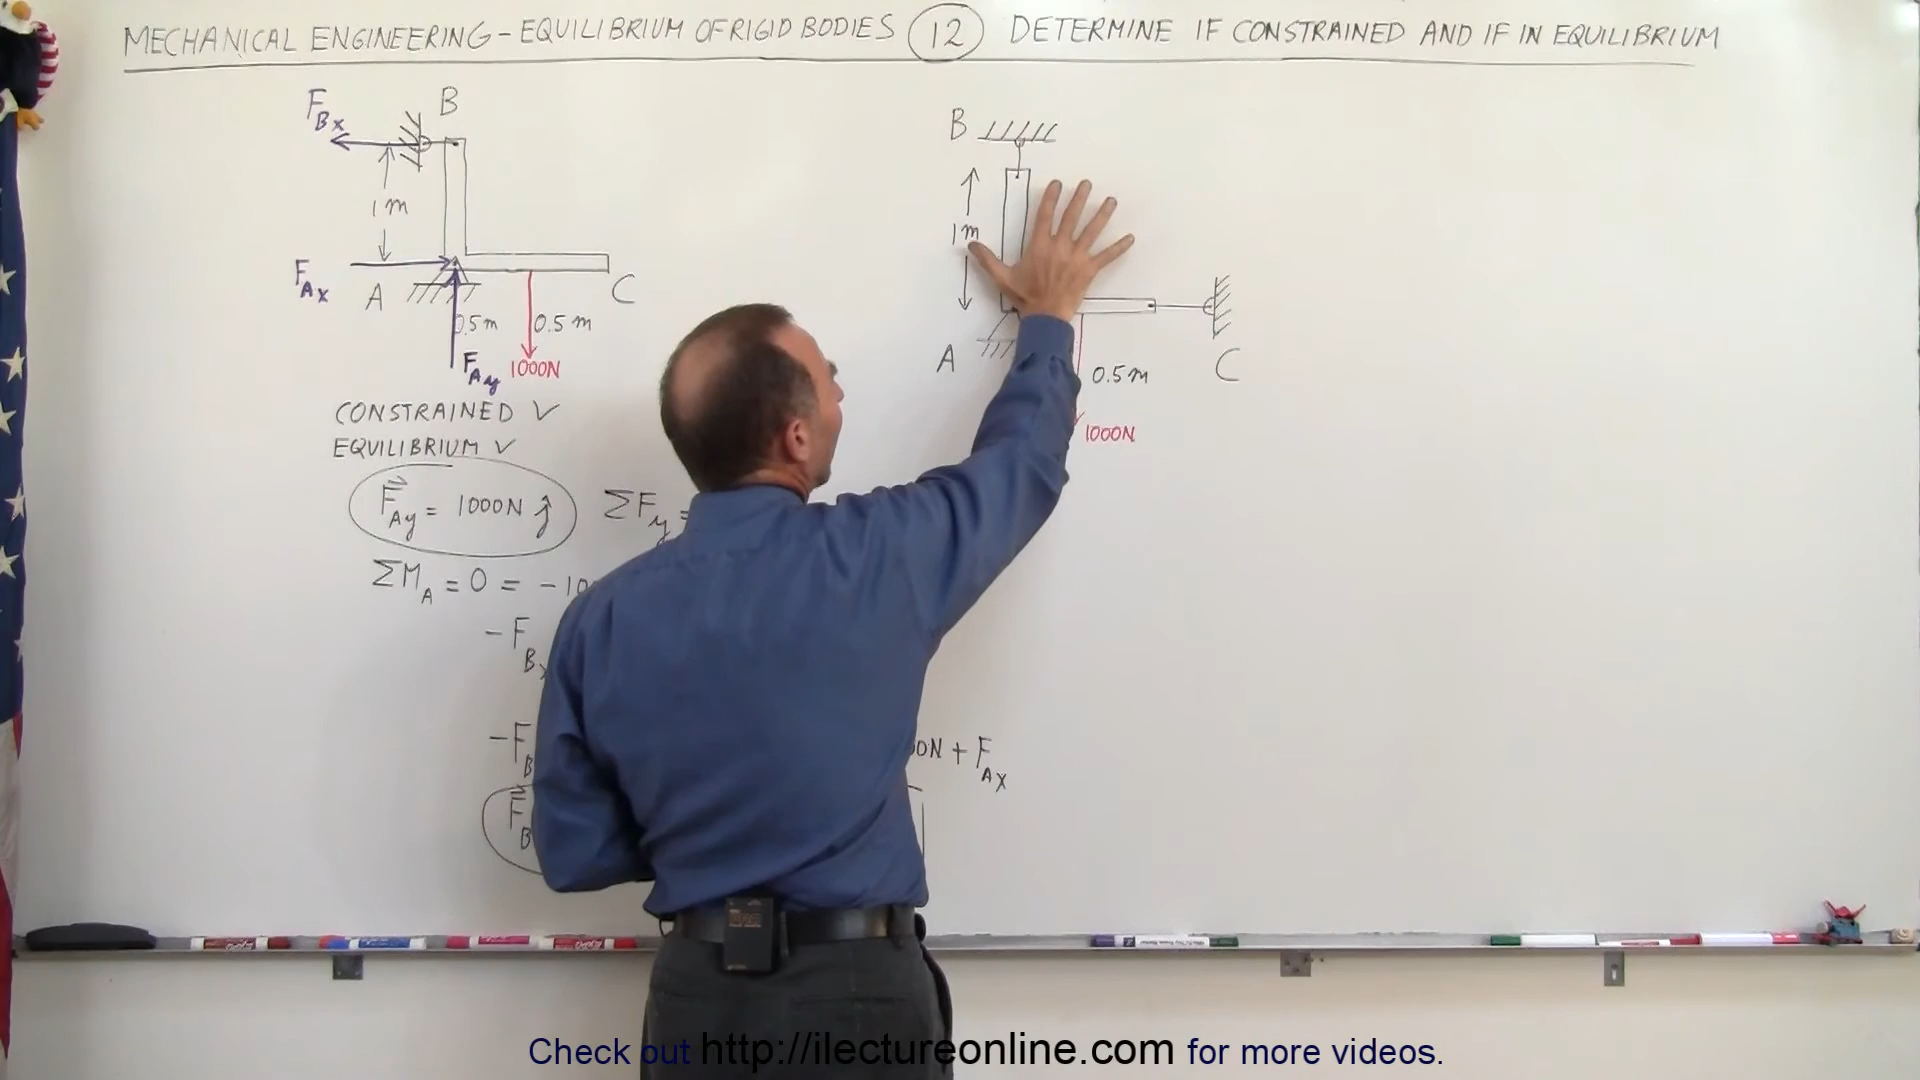 MECHANICAL ENGINEERING - EQUILIBRIUM OF RIGID BODIES 12 DETERMINE IF CONSTRAINED AND IF IN EQUILIBRIUM
F_Bx
B
1 m
F_Ax
A
C
0.5 m
0.5 m
F_Ay
1000N
CONSTRAINED ✓
EQUILIBRIUM ✓
F⃗_Ay = 1000N ĵ
ΣF_y =
ΣM_A = 0 = -10
-F_Bx
-F_B
0N + F_Ax
F⃗_B
B
1 m
A
C
0.5 m
1000N
Check out http://ilectureonline.com for more videos.